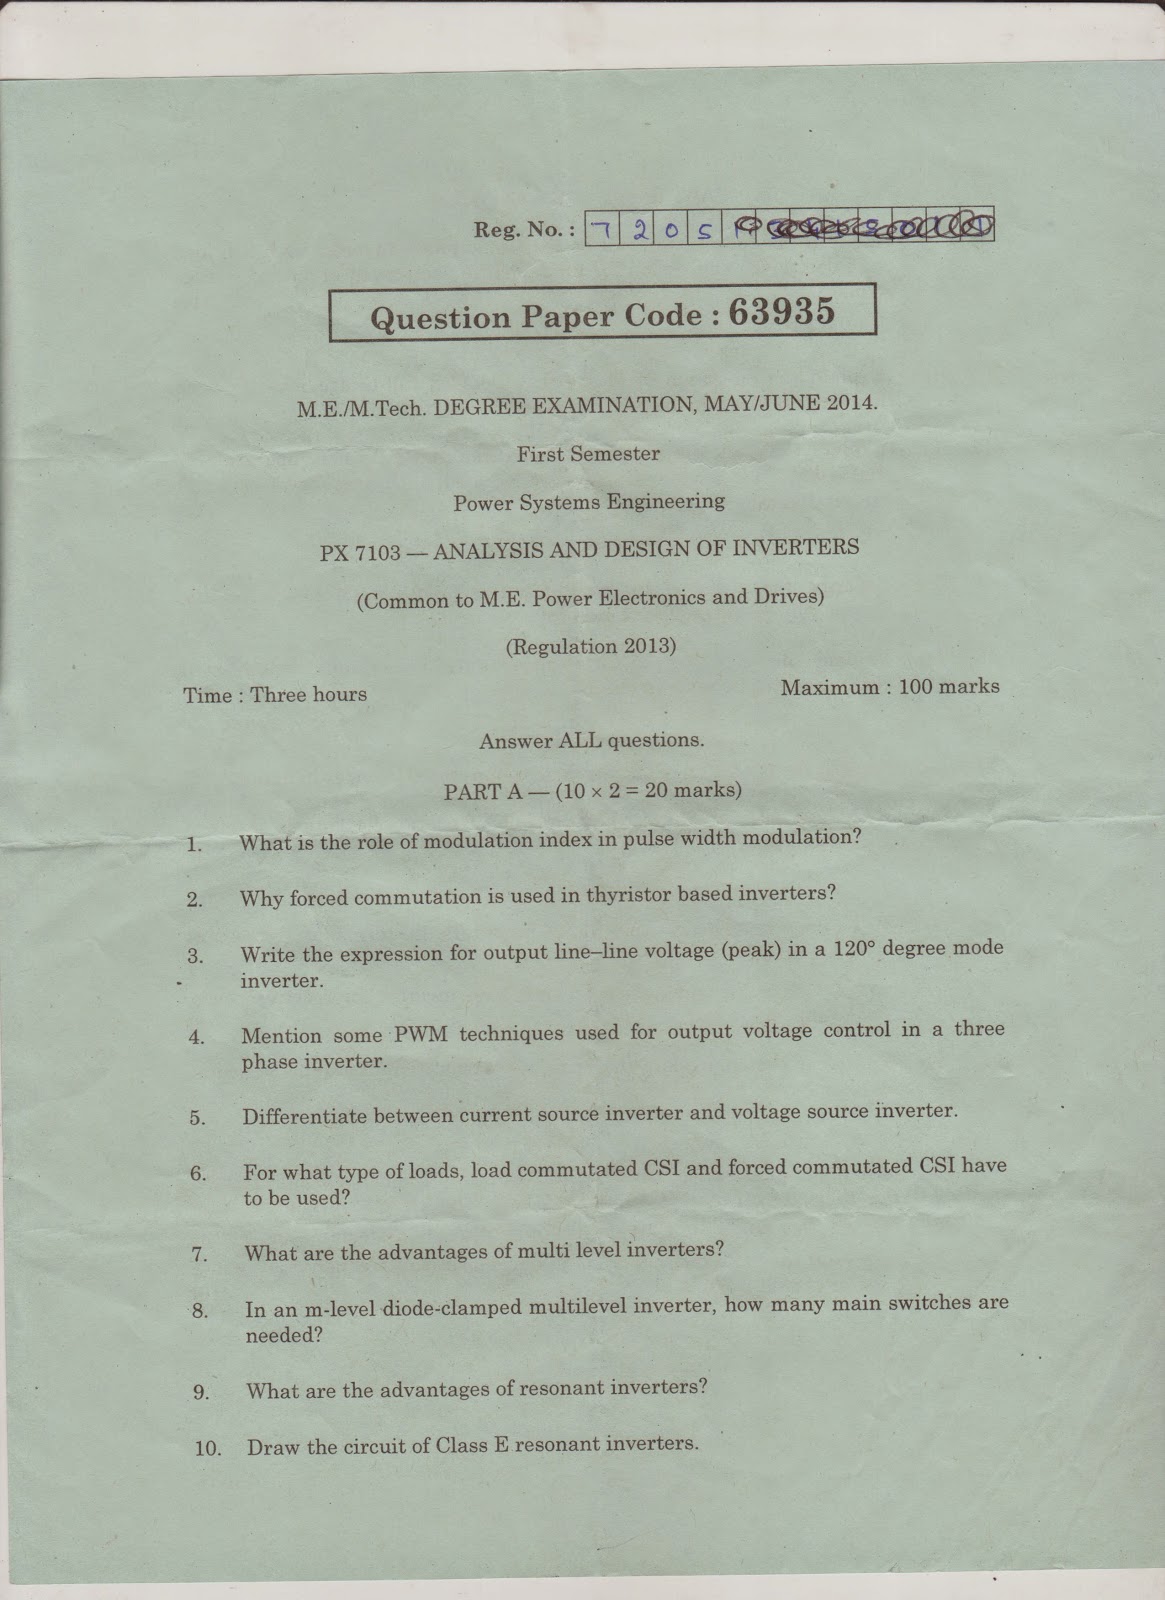 Reg. No. : 7 2 0 5
Question Paper Code : 63935
M.E./M.Tech. DEGREE EXAMINATION, MAY/JUNE 2014.
First Semester
Power Systems Engineering
PX 7103 — ANALYSIS AND DESIGN OF INVERTERS
(Common to M.E. Power Electronics and Drives)
(Regulation 2013)
Time : Three hours Maximum : 100 marks
Answer ALL questions.
PART A — (10 × 2 = 20 marks)
1. What is the role of modulation index in pulse width modulation?
2. Why forced commutation is used in thyristor based inverters?
3. Write the expression for output line–line voltage (peak) in a 120° degree mode
inverter.
4. Mention some PWM techniques used for output voltage control in a three
phase inverter.
5. Differentiate between current source inverter and voltage source inverter.
6. For what type of loads, load commutated CSI and forced commutated CSI have
to be used?
7. What are the advantages of multi level inverters?
8. In an m-level diode-clamped multilevel inverter, how many main switches are
needed?
9. What are the advantages of resonant inverters?
10. Draw the circuit of Class E resonant inverters.